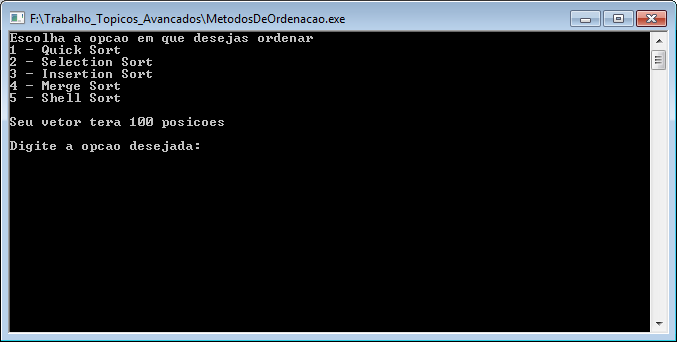 F:\Trabalho_Topicos_Avancados\MetodosDeOrdenacao.exe
Escolha a opcao em que desejas ordenar
1 - Quick Sort
2 - Selection Sort
3 - Insertion Sort
4 - Merge Sort
5 - Shell Sort
Seu vetor tera 100 posicoes
Digite a opcao desejada: